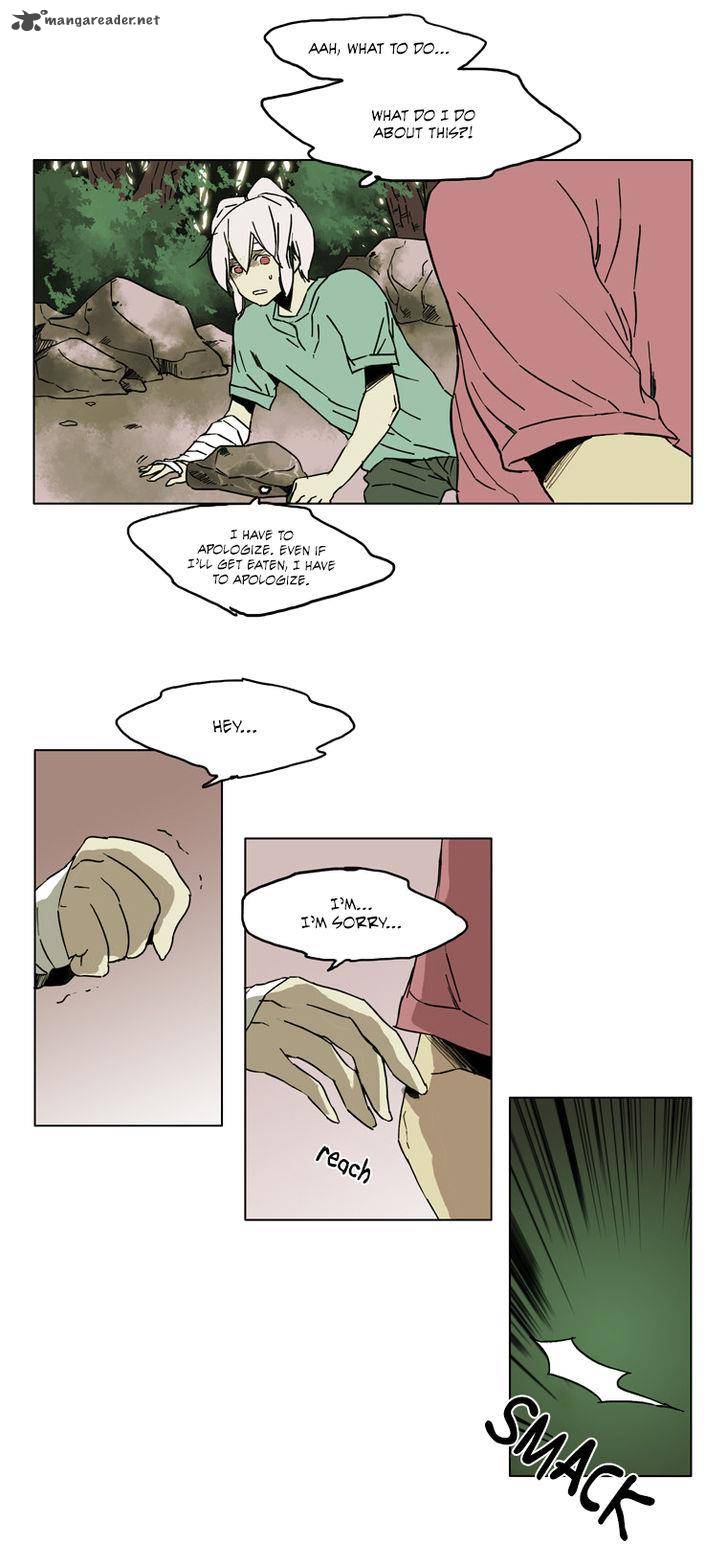 mangareader.net
AAH, WHAT TO DO...
WHAT DO I DO
ABOUT THIS?!
I HAVE TO
APOLOGIZE. EVEN IF
I'LL GET EATEN, I HAVE
TO APOLOGIZE.
HEY...
I'M...
I'M SORRY...
reach
SMACK